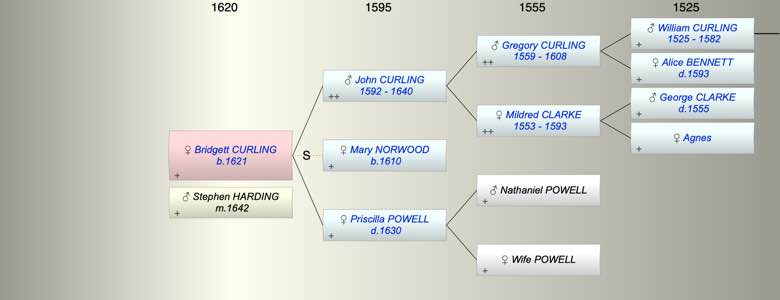 1620
1595
1555
1525
♂ William CURLING
1525 - 1582
+
♂ Gregory CURLING
1559 - 1608
++
♀ Alice BENNETT
d.1593
+
♂ John CURLING
1592 - 1640
++
♂ George CLARKE
d.1555
+
♀ Mildred CLARKE
1553 - 1593
++
♀ Agnes
+
♀ Bridgett CURLING
b.1621
+
S
♀ Mary NORWOOD
b.1610
+
♂ Stephen HARDING
m.1642
+
♂ Nathaniel POWELL
+
♀ Priscilla POWELL
d.1630
+
♀ Wife POWELL
+